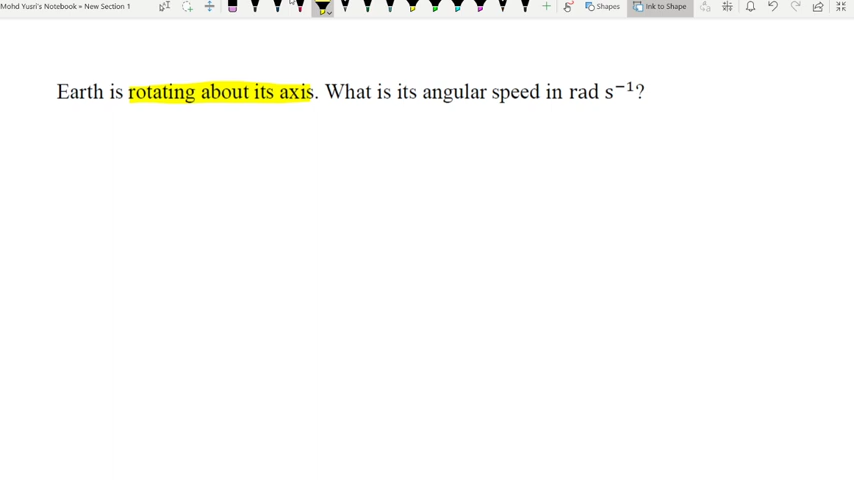 Mohd Yusri's Notebook » New Section 1
Shapes
Ink to Shape
Earth is rotating about its axis. What is its angular speed in rad s⁻¹?